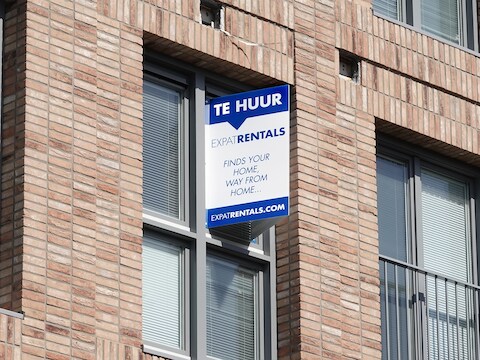 TE HUUR
EXPATRENTALS
FINDS YOUR
HOME,
WAY FROM
HOME...
EXPATRENTALS.COM